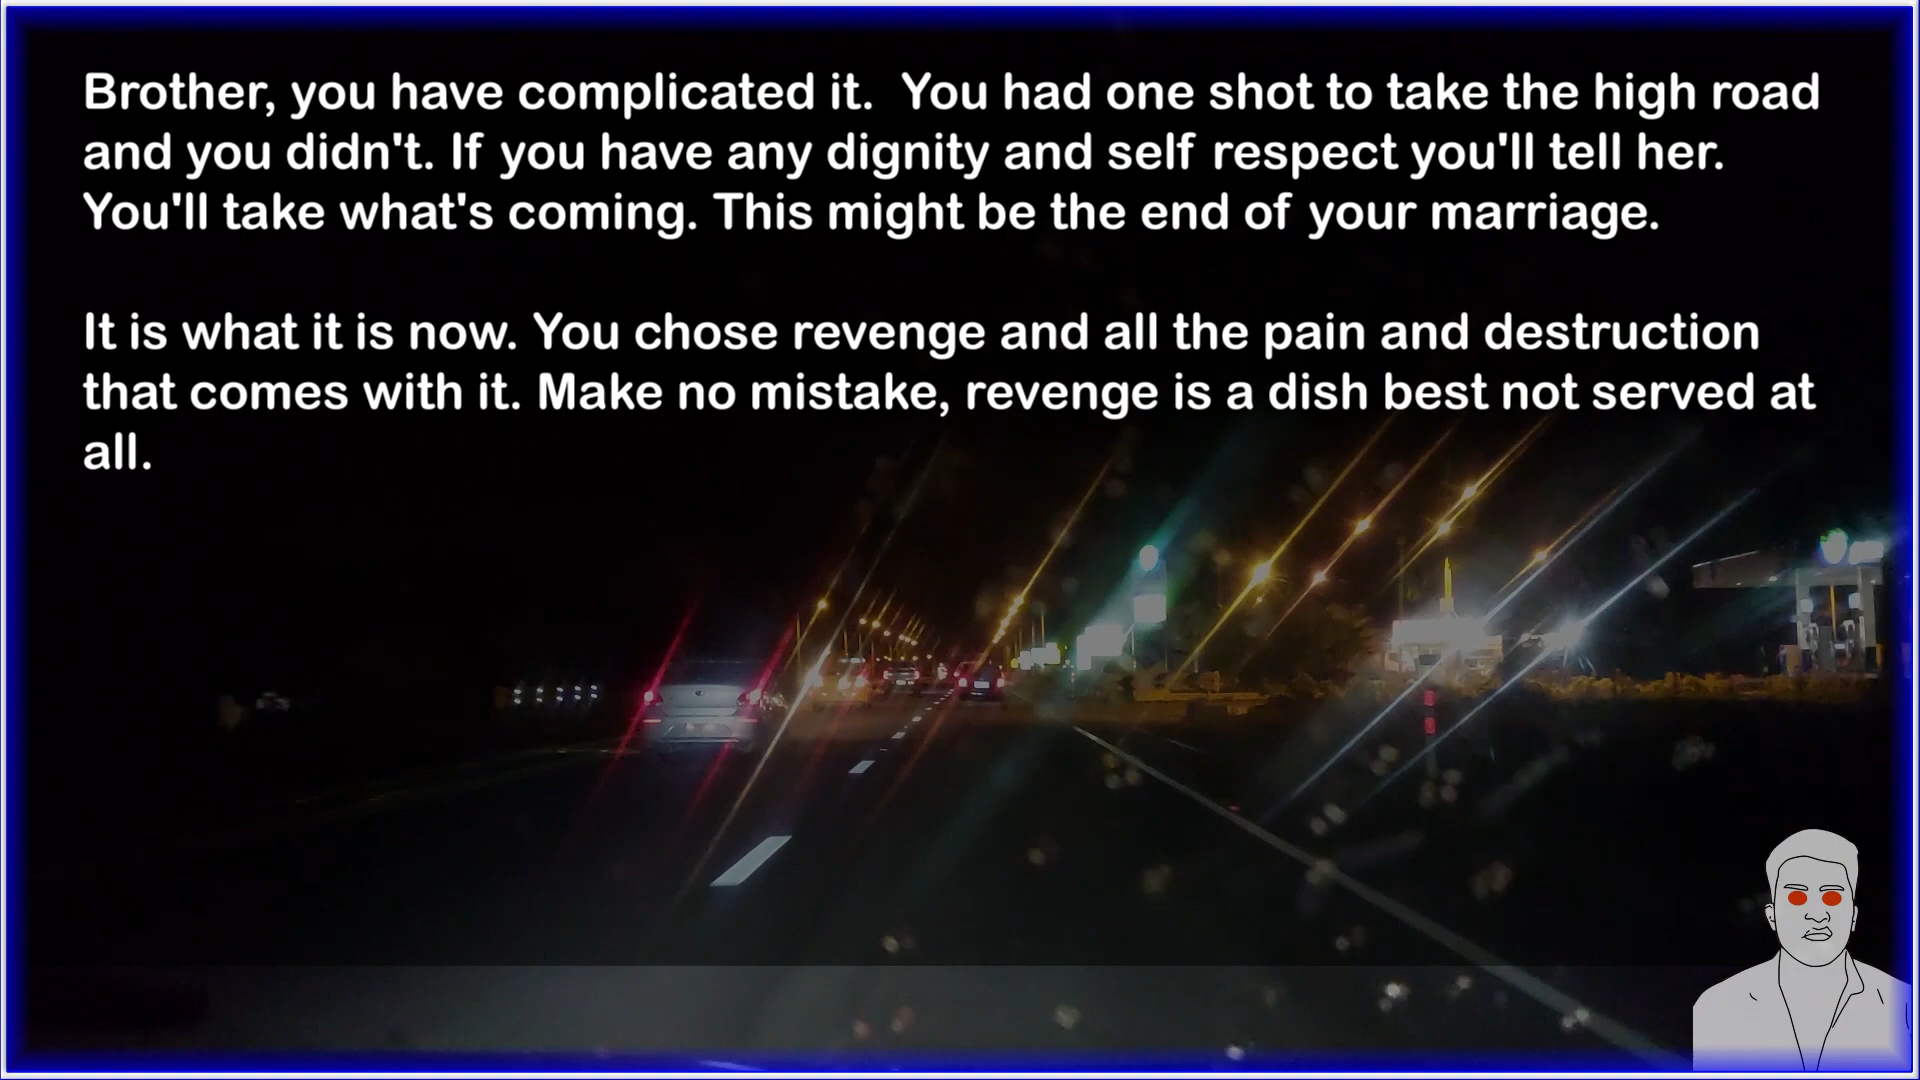 Brother, you have complicated it.  You had one shot to take the high road
and you didn't. If you have any dignity and self respect you'll tell her.
You'll take what's coming. This might be the end of your marriage.
It is what it is now. You chose revenge and all the pain and destruction
that comes with it. Make no mistake, revenge is a dish best not served at
all.